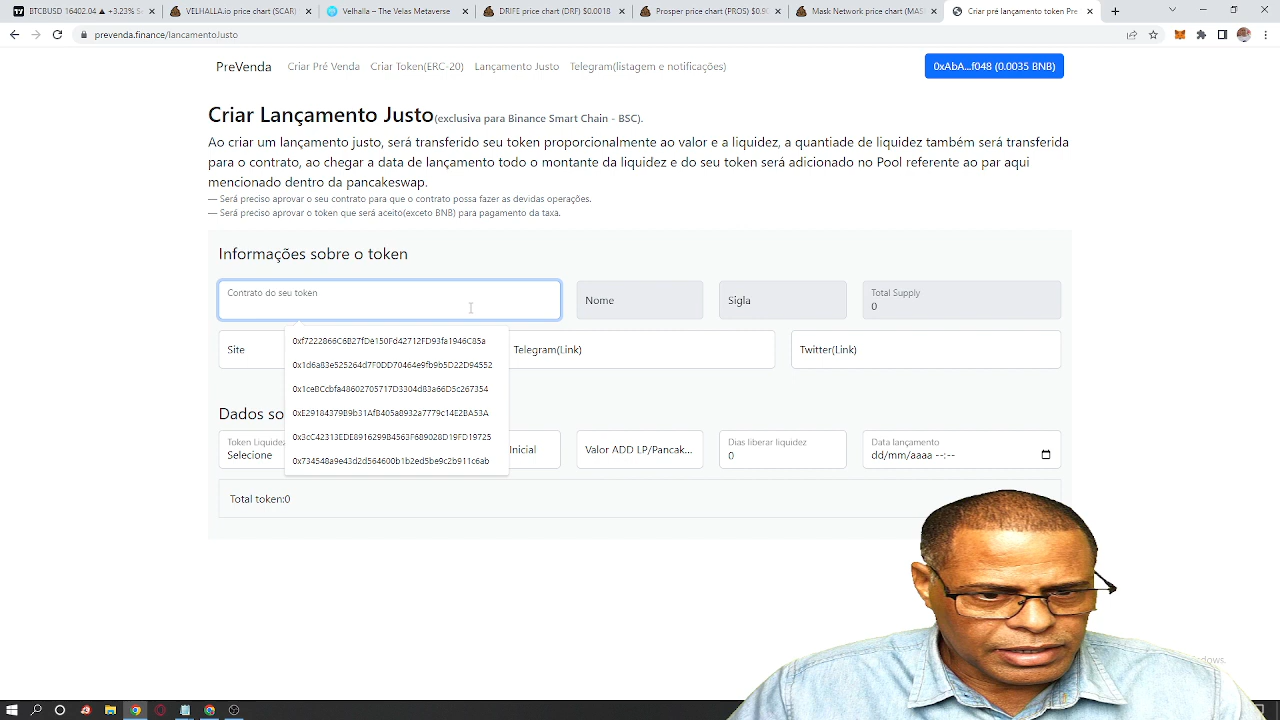 BTCBUSD 16402.04 ▲ +3.23% S
VELHALLA.io price chart (SCAR)
Velhalla – The Velas Metaverse
DRIFE price chart (DRF) $0.0018
Prosper price chart (PROS) $0.50
Mask Network price chart (MAS
Criar pré lançamento token Pre
prevenda.finance/lancamentoJusto
PreVenda Criar Pré Venda Criar Token(ERC-20) Lançamento Justo Telegram(listagem e notificações)
0xAbA...f048 (0.0035 BNB)
Criar Lançamento Justo(exclusiva para Binance Smart Chain - BSC).
Ao criar um lançamento justo, será transferido seu token proporcionalmente ao valor e a liquidez, a quantiade de liquidez também será transferida
para o contrato, ao chegar a data de lançamento todo o montante da liquidez e do seu token será adicionado no Pool referente ao par aqui
mencionado dentro da pancakeswap.
— Será preciso aprovar o seu contrato para que o contrato possa fazer as devidas operações.
— Será preciso aprovar o token que será aceito(exceto BNB) para pagamento da taxa.
Informações sobre o token
Contrato do seu token
Nome
Sigla
Total Supply
0
Site
Telegram(Link)
Twitter(Link)
0xf7222866C6B27fDe150Fd42712FD93fa1946C85a
0x1d6a83e525264d7F0DD70464e9fb9b5D22D94552
0x1ceBCcbfa48602705717D3304d83a66D5c267354
0xE29184379B9b31AfB405a8932a7779c14E2BA53A
0x3cC42313EDE8916299B4563F889028D19FD19725
0x734548a9e43d2d564600b1b2ed5be9c2b911c6ab
Dados so
Token Liquidez
Selecione
Inicial
Valor ADD LP/Pancak...
Dias liberar liquidez
0
Data lançamento
dd/mm/aaaa --:--
Total token:0